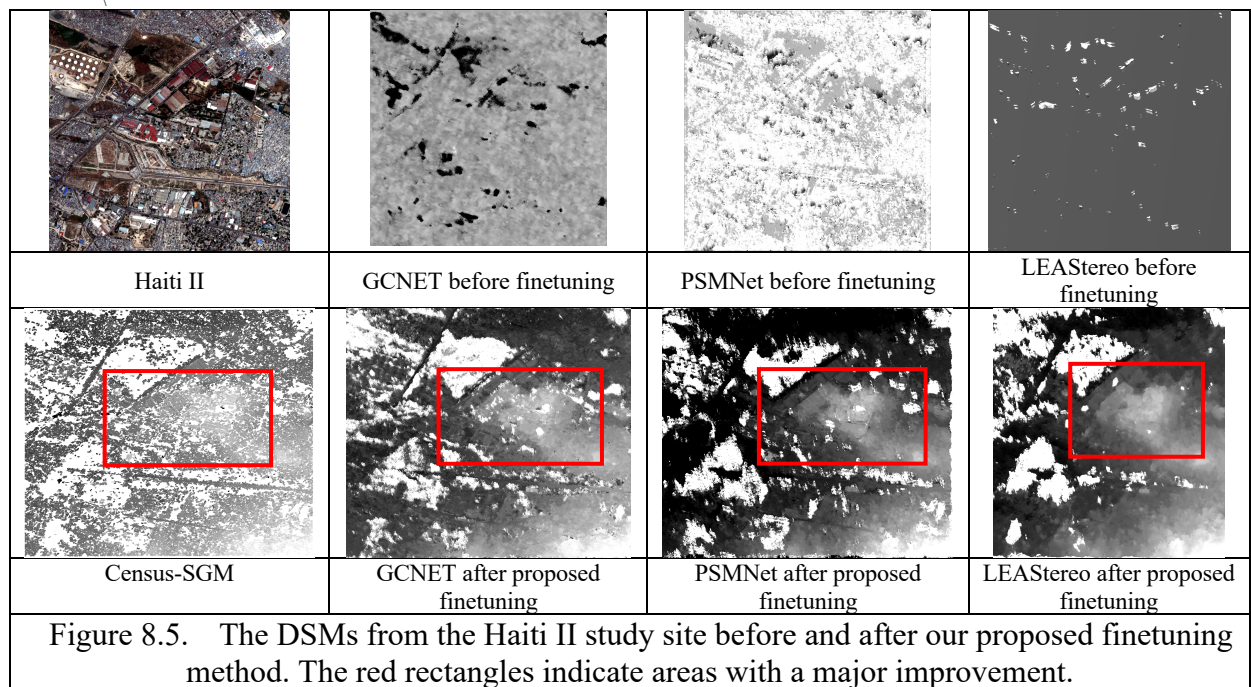 Haiti II
GCNET before finetuning
PSMNet before finetuning
LEAStereo before
finetuning
Census-SGM
GCNET after proposed
finetuning
PSMNet after proposed
finetuning
LEAStereo after proposed
finetuning
Figure 8.5. The DSMs from the Haiti II study site before and after our proposed finetuning
method. The red rectangles indicate areas with a major improvement.